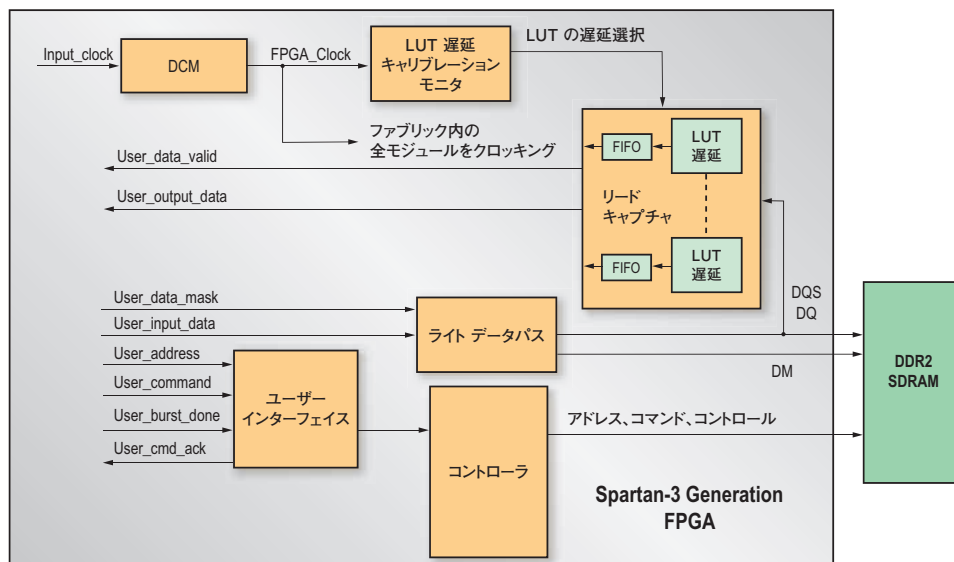 Input_clock
DCM
FPGA_Clock
LUT 遅延
キャリブレーション
モニタ
LUT の遅延選択
ファブリック内の
全モジュールをクロッキング
User_data_valid
User_output_data
FIFO
LUT
遅延
リード
キャプチャ
FIFO
LUT
遅延
DQS
DQ
User_data_mask
User_input_data
ライト データパス
DM
DDR2
SDRAM
User_address
User_command
User_burst_done
User_cmd_ack
ユーザー
インターフェイス
コントローラ
アドレス、コマンド、コントロール
Spartan-3 Generation
FPGA